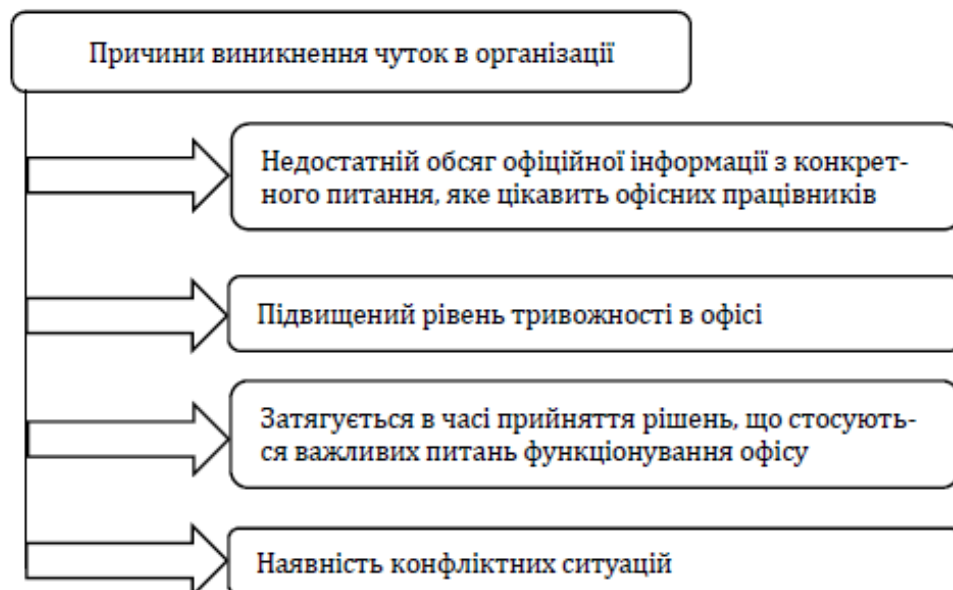 Причини виникнення чуток в організації
Недостатній обсяг офіційної інформації з конкрет-
ного питання, яке цікавить офісних працівників
Підвищений рівень тривожності в офісі
Затягується в часі прийняття рішень, що стосують-
ся важливих питань функціонування офісу
Наявність конфліктних ситуацій